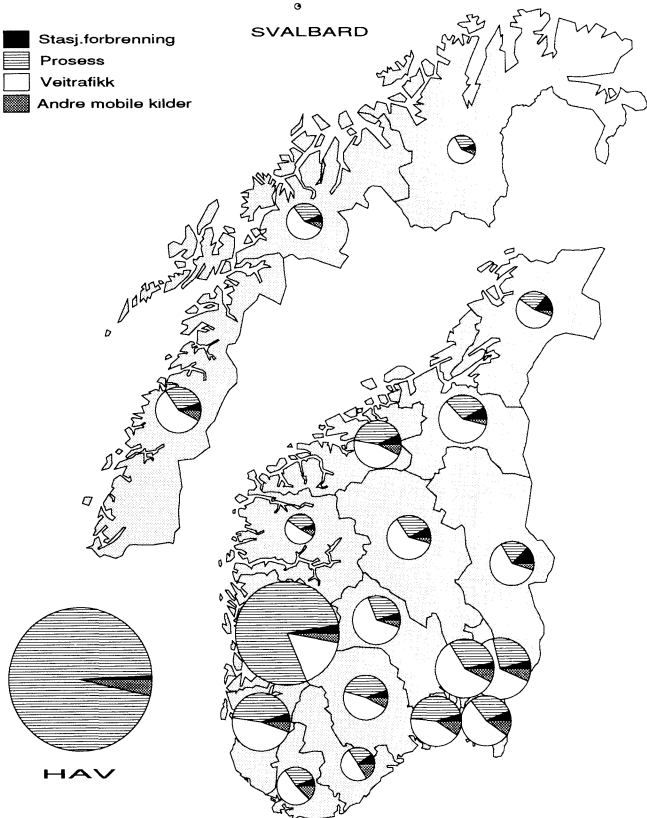 SVALBARD
Stasj.forbrenning
Prosess
Veitrafikk
Andre mobile kilder
HAV